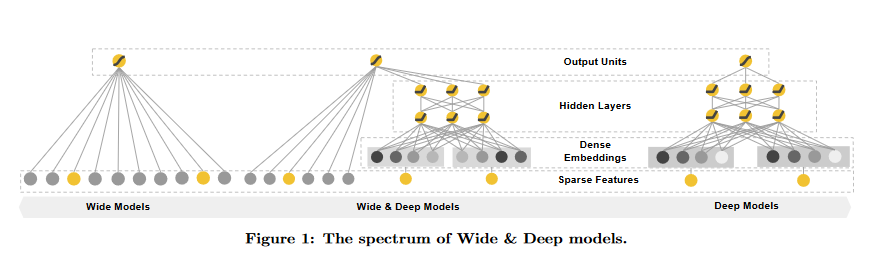 Output Units
Hidden Layers
Dense
Embeddings
Sparse Features
Wide Models
Wide & Deep Models
Deep Models
Figure 1: The spectrum of Wide & Deep models.